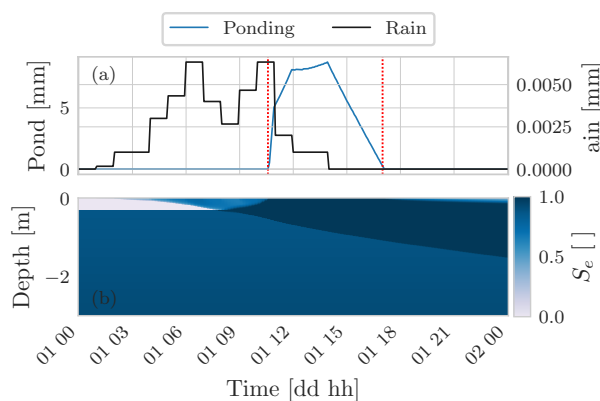 Ponding Rain
(a)
Pond [mm]
5
0
0.0050
0.0025
0.0000
ain [mm]
0
−2
Depth [m]
(b)
1.0
0.5
0.0
S_e [ ]
01 00
01 03
01 06
01 09
01 12
01 15
01 18
01 21
02 00
Time [dd hh]